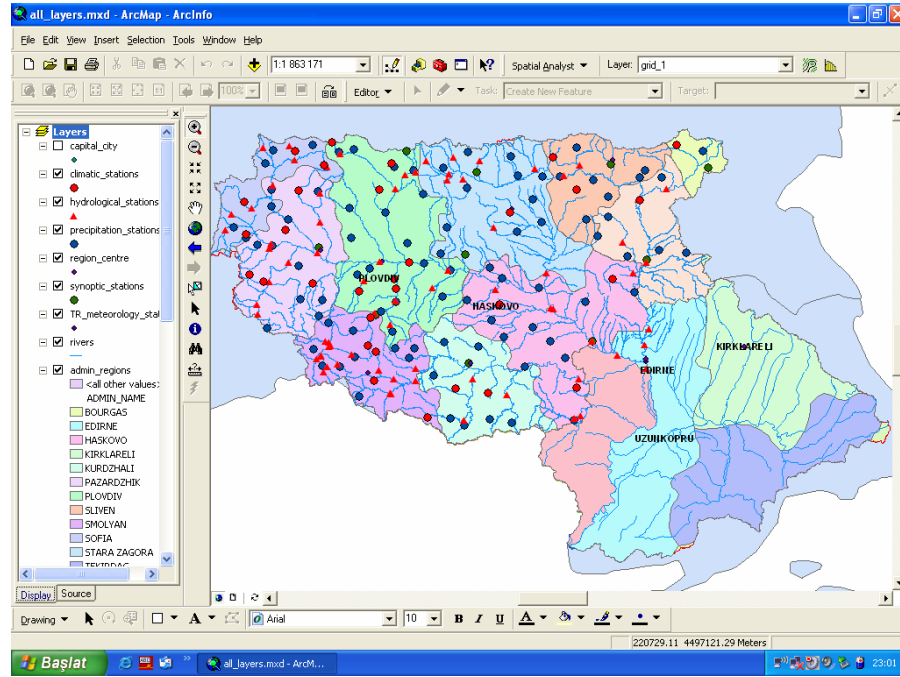 all_layers.mxd - ArcMap - ArcInfo
File Edit View Insert Selection Tools Window Help
1:1 863 171 Spatial Analyst Layer: grid_1
100% Editor Task: Create New Feature Target:
Layers
capital_city
climatic_stations
hydrological_stations
precipitation_stations
region_centre
synoptic_stations
TR_meteorology_stal
rivers
admin_regions
<all other values>
ADMIN_NAME
BOURGAS
EDIRNE
HASKOVO
KIRKLARELI
KURDZHALI
PAZARDZHIK
PLOVDIV
SLIVEN
SMOLYAN
SOFIA
STARA ZAGORA
TEKIRDAG
Display Source
PLOVDIV
HASKOVO
KIRKLARELI
EDIRNE
UZUNKOPRU
Drawing A Arial 10 B I U A
220729.11 4497121.29 Meters
Başlat all_layers.mxd - ArcM... 23:01